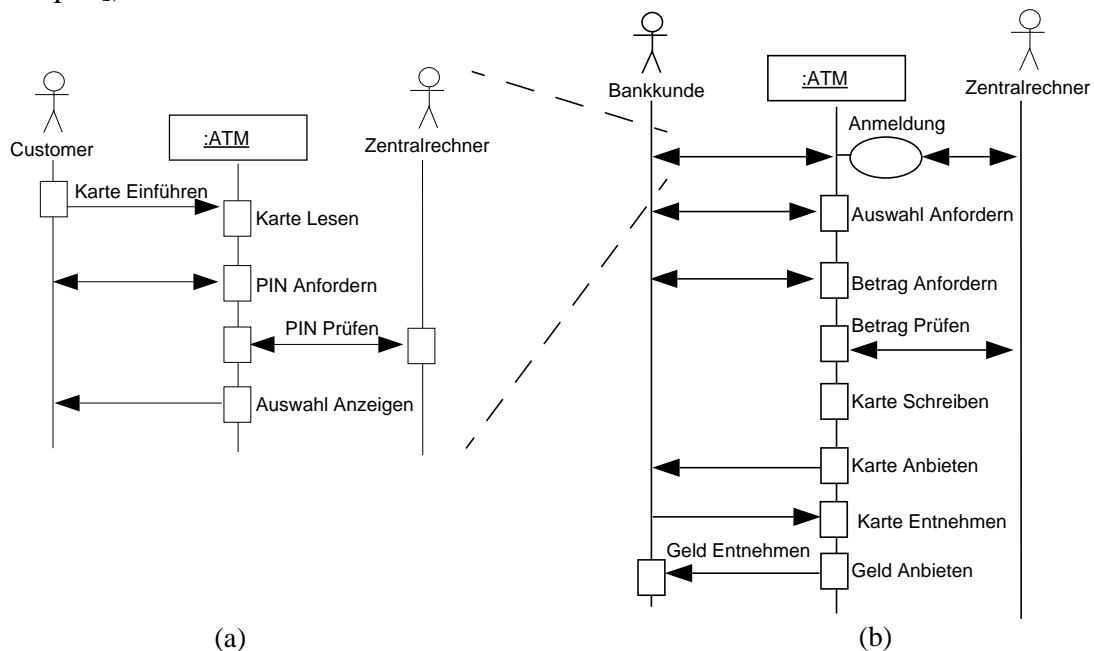 Customer
:ATM
Zentralrechner
Karte Einführen
Karte Lesen
PIN Anfordern
PIN Prüfen
Auswahl Anzeigen
(a)
Bankkunde
:ATM
Zentralrechner
Anmeldung
Auswahl Anfordern
Betrag Anfordern
Betrag Prüfen
Karte Schreiben
Karte Anbieten
Karte Entnehmen
Geld Entnehmen
Geld Anbieten
(b)